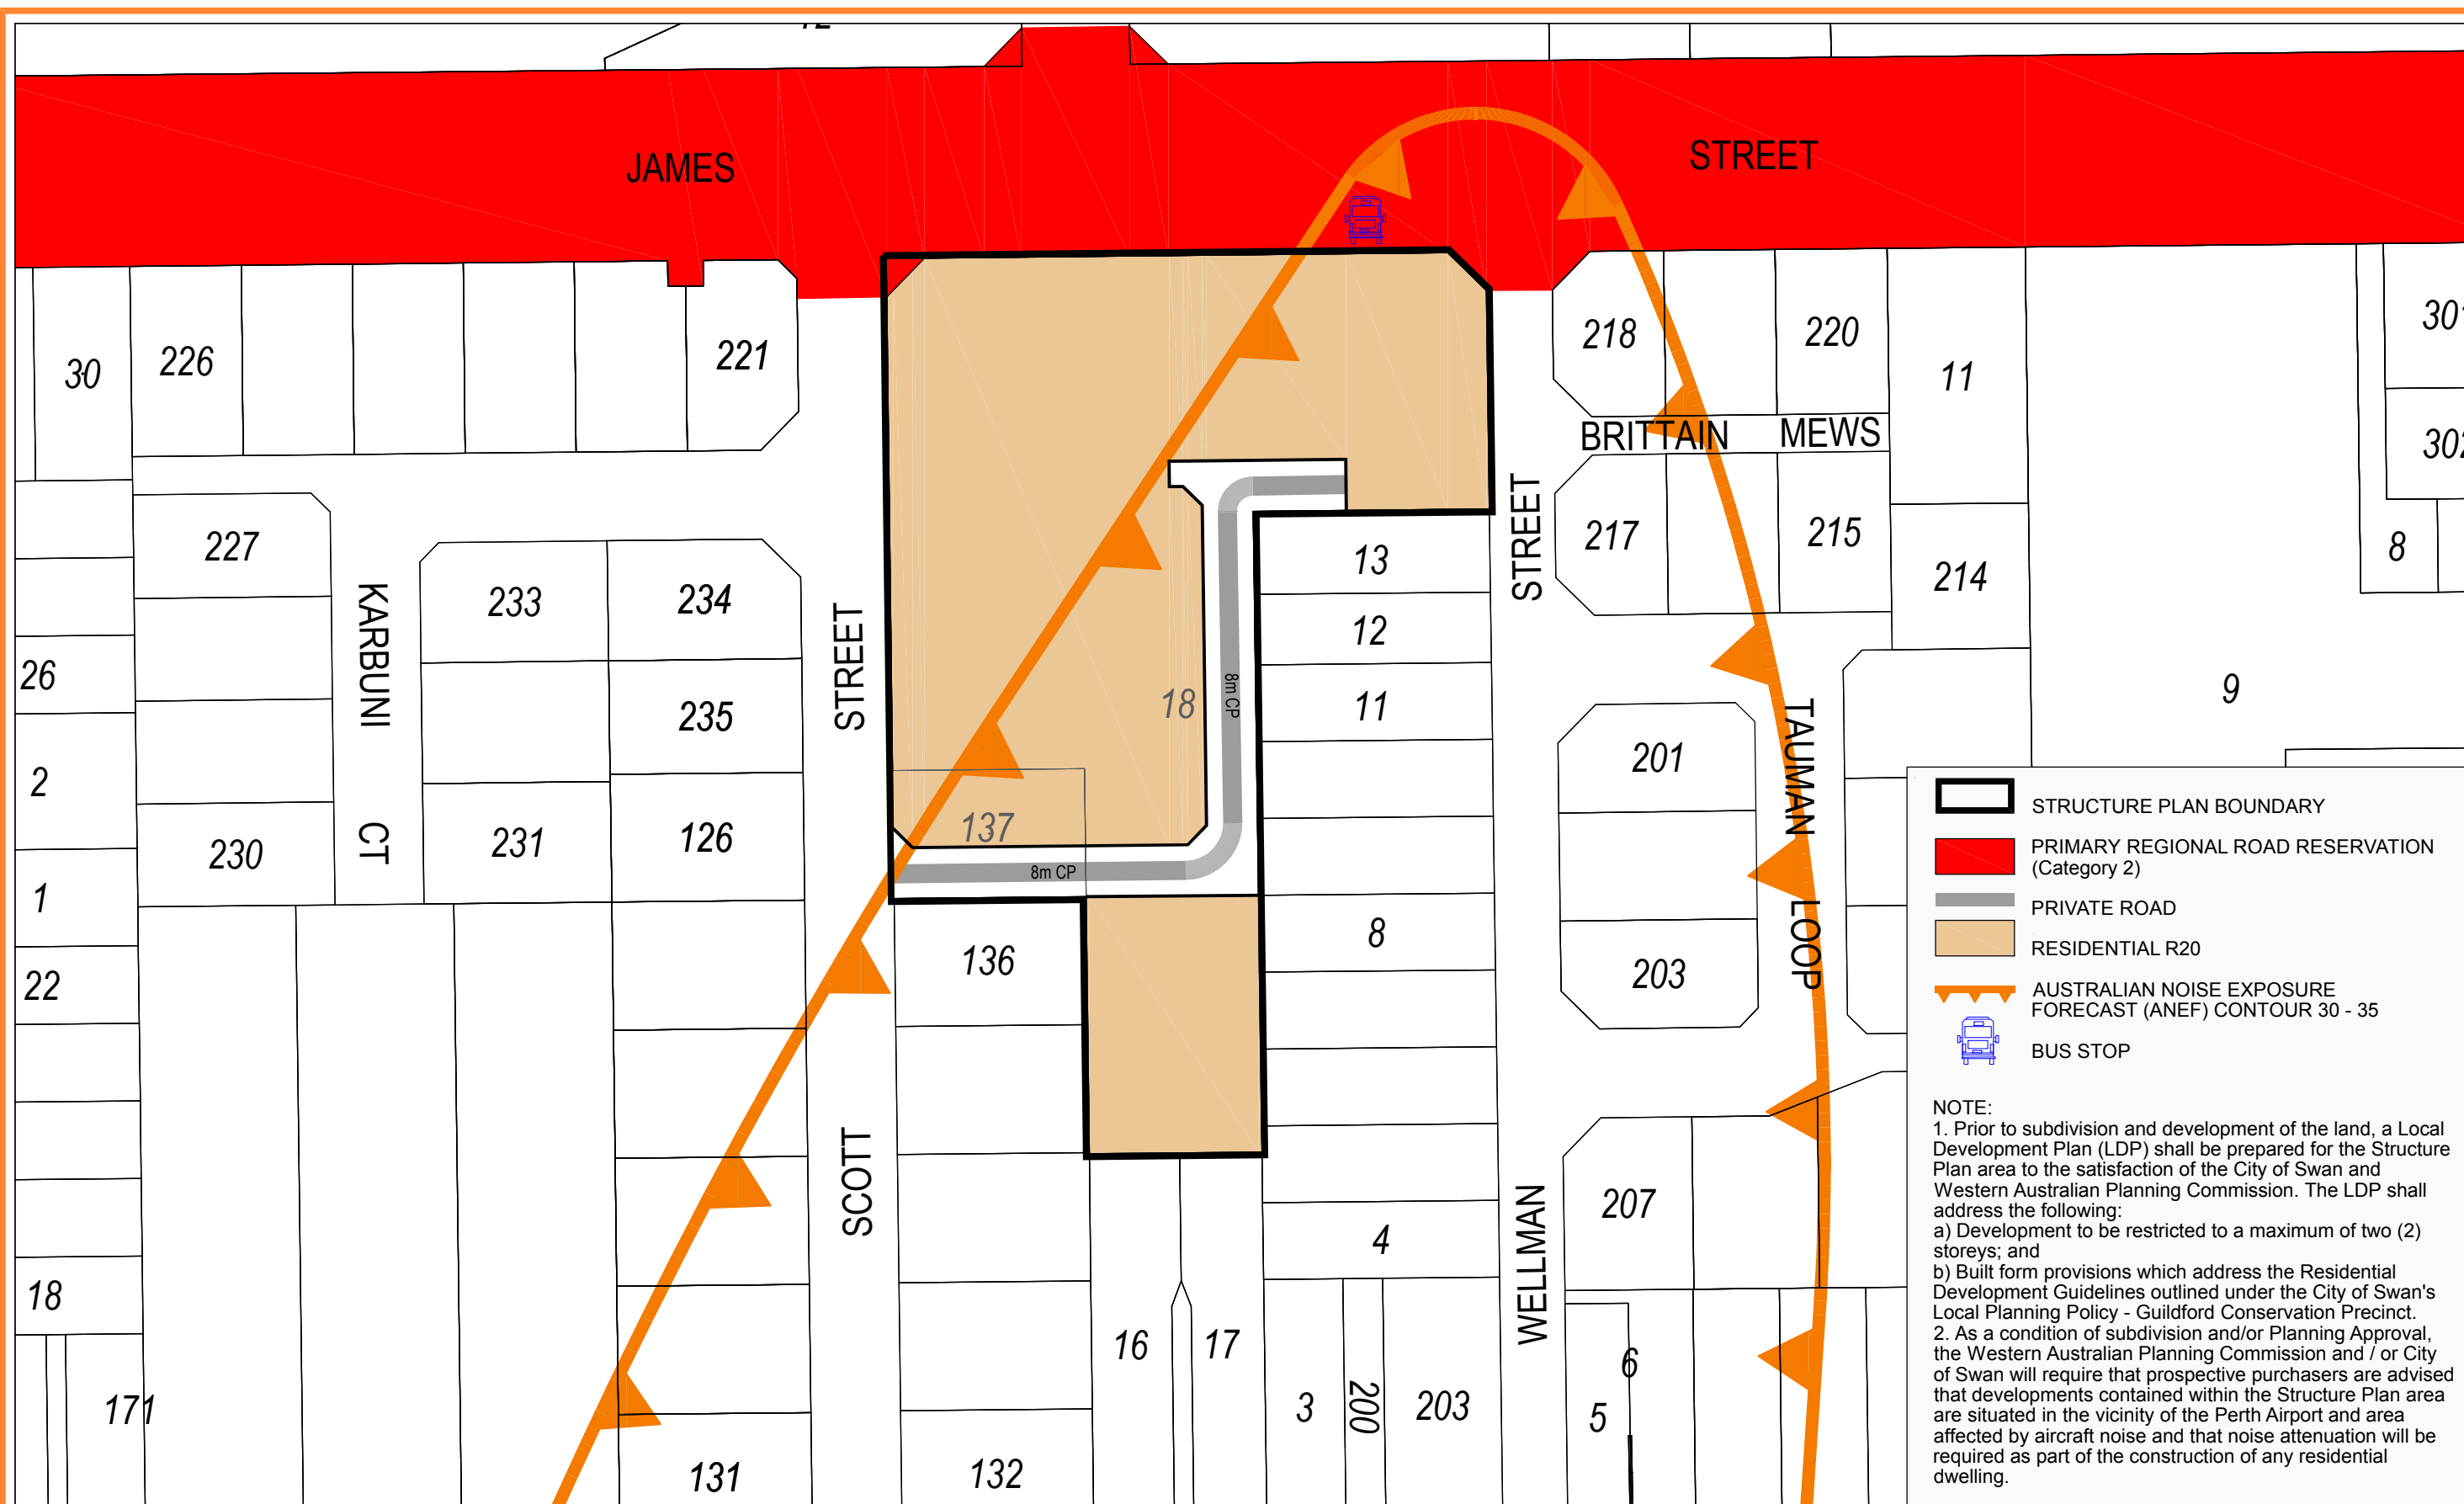 JAMES
STREET
30
226
221
218
220
11
BRITTAIN MEWS
302
227
233
234
217
215
214
8
KARBUNI CT
STREET
STREET
13
12
11
26
235
18
8m CP
9
2
201
TAUMAN LOOP
230
231
126
137
8m CP
1
136
8
203
22
SCOTT
WELLMAN
207
4
18
16
17
6
171
3
200
203
5
131
132
STRUCTURE PLAN BOUNDARY
PRIMARY REGIONAL ROAD RESERVATION
(Category 2)
PRIVATE ROAD
RESIDENTIAL R20
AUSTRALIAN NOISE EXPOSURE
FORECAST (ANEF) CONTOUR 30 - 35
BUS STOP
NOTE:
1. Prior to subdivision and development of the land, a Local
Development Plan (LDP) shall be prepared for the Structure
Plan area to the satisfaction of the City of Swan and
Western Australian Planning Commission. The LDP shall
address the following:
a) Development to be restricted to a maximum of two (2)
storeys; and
b) Built form provisions which address the Residential
Development Guidelines outlined under the City of Swan's
Local Planning Policy - Guildford Conservation Precinct.
2. As a condition of subdivision and/or Planning Approval,
the Western Australian Planning Commission and / or City
of Swan will require that prospective purchasers are advised
that developments contained within the Structure Plan area
are situated in the vicinity of the Perth Airport and area
affected by aircraft noise and that noise attenuation will be
required as part of the construction of any residential
dwelling.